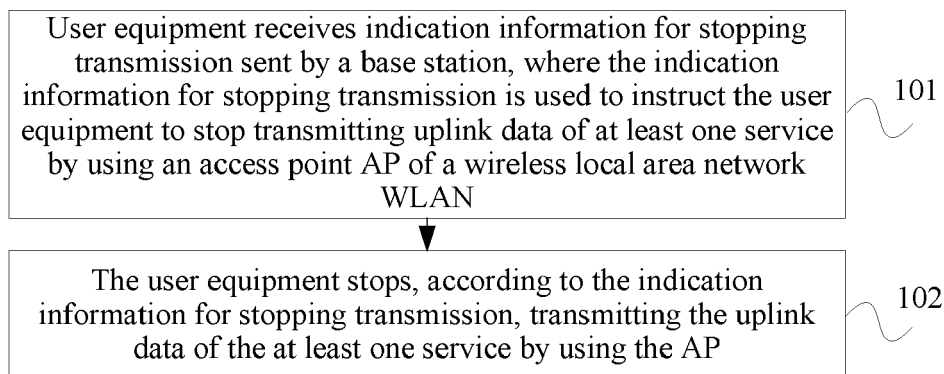 User equipment receives indication information for stopping
transmission sent by a base station, where the indication
information for stopping transmission is used to instruct the user
equipment to stop transmitting uplink data of at least one service
by using an access point AP of a wireless local area network
WLAN
101
The user equipment stops, according to the indication
information for stopping transmission, transmitting the uplink
data of the at least one service by using the AP
102